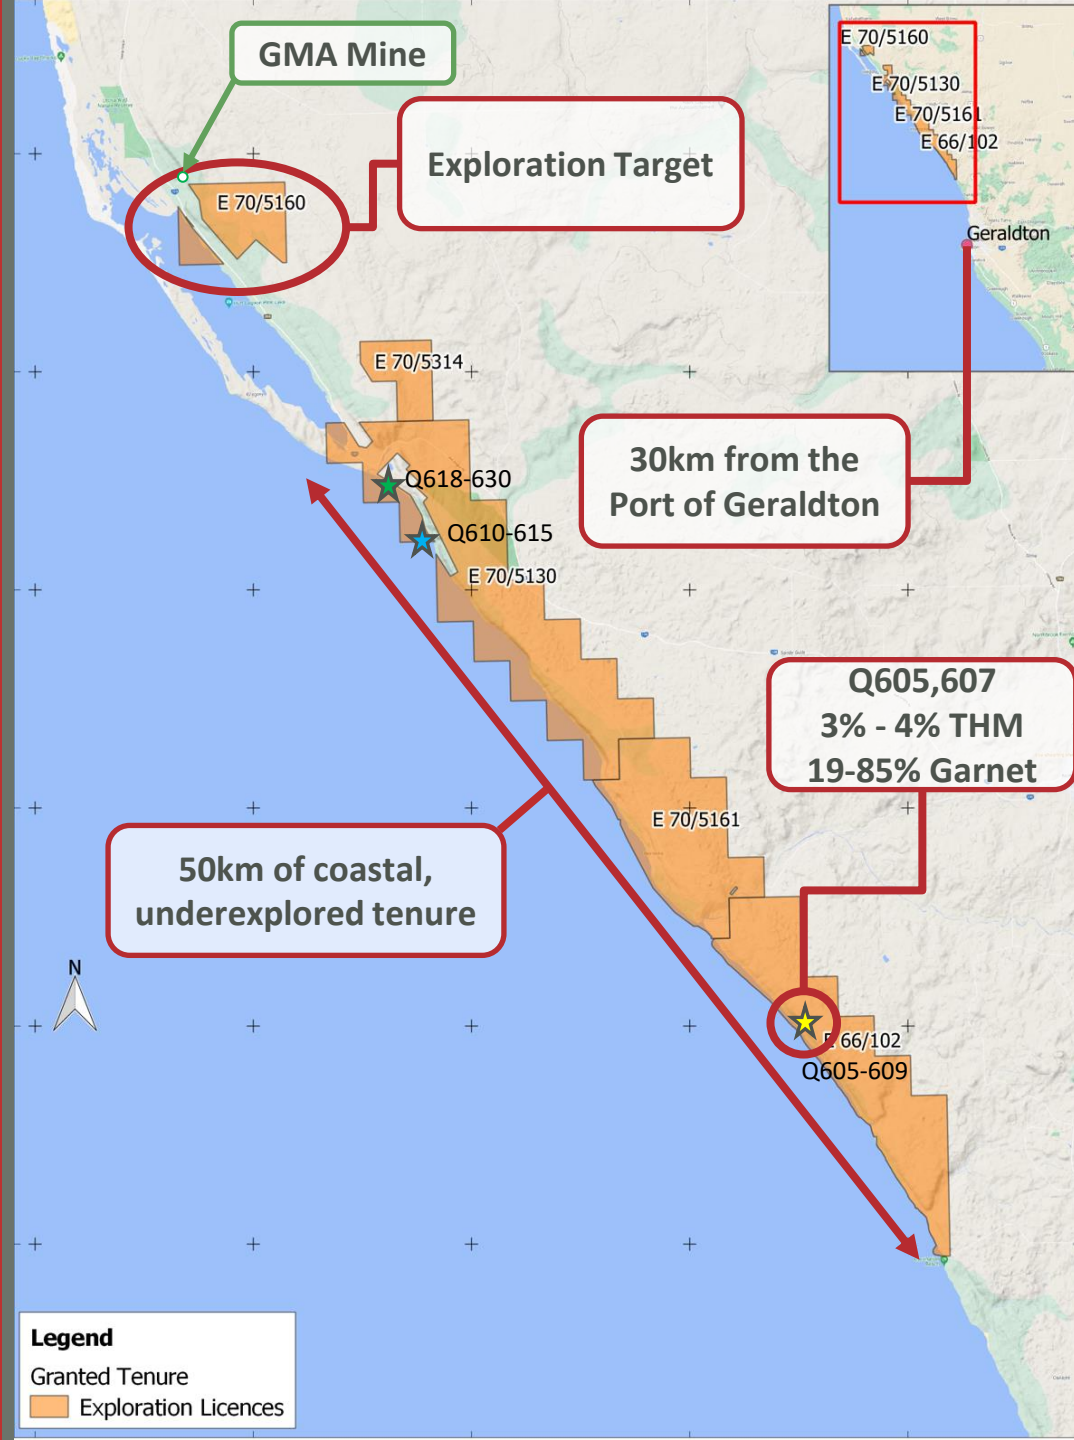 GMA Mine
Exploration Target
E 70/5160
E 70/5160
E 70/5130
E 70/5161
E 66/102
Geraldton
E 70/5314
30km from the
Port of Geraldton
Q618-630
Q610-615
E 70/5130
Q605,607
3% - 4% THM
19-85% Garnet
E 70/5161
50km of coastal,
underexplored tenure
N
E 66/102
Q605-609
Legend
Granted Tenure
Exploration Licences